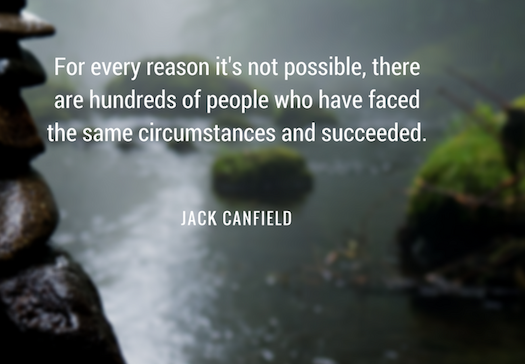 For every reason it's not possible, there
are hundreds of people who have faced
the same circumstances and succeeded.
JACK CANFIELD